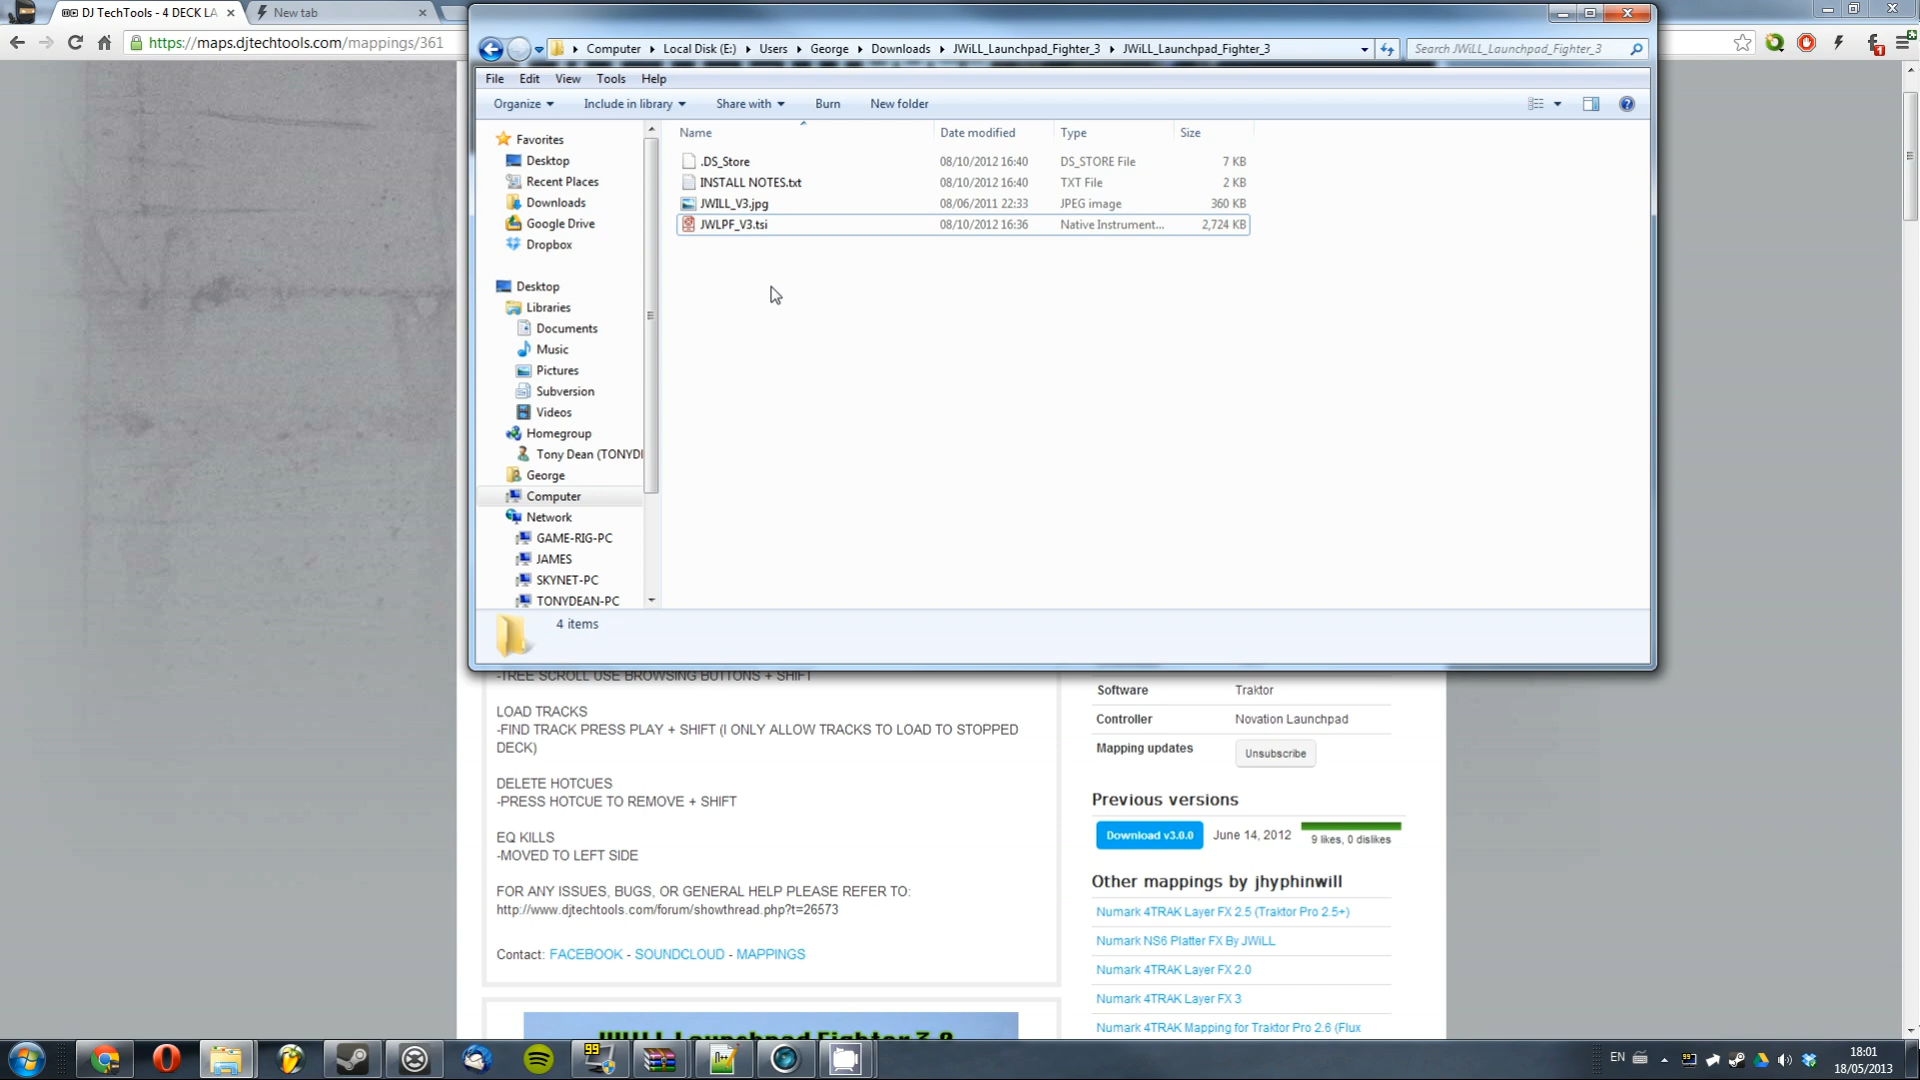 DJ TechTools - 4 DECK LA
New tab
https://maps.djtechtools.com/mappings/361
Computer
Local Disk (E:)
Users
George
Downloads
JWiLL_Launchpad_Fighter_3
JWiLL_Launchpad_Fighter_3
Search JWiLL_Launchpad_Fighter_3
File Edit View Tools Help
Organize
Include in library
Share with
Burn
New folder
Name
Date modified
Type
Size
.DS_Store 08/10/2012 16:40 DS_STORE File 7 KB
INSTALL NOTES.txt 08/10/2012 16:40 TXT File 2 KB
JWILL_V3.jpg 08/06/2011 22:33 JPEG image 360 KB
JWLPF_V3.tsi 08/10/2012 16:36 Native Instrument... 2,724 KB
Favorites
Desktop
Recent Places
Downloads
Google Drive
Dropbox
Desktop
Libraries
Documents
Music
Pictures
Subversion
Videos
Homegroup
Tony Dean (TONYD
George
Computer
Network
GAME-RIG-PC
JAMES
SKYNET-PC
TONYDEAN-PC
4 items
-TREE SCROLL USE BROWSING BUTTONS + SHIFT
LOAD TRACKS
-FIND TRACK PRESS PLAY + SHIFT (I ONLY ALLOW TRACKS TO LOAD TO STOPPED
DECK)
DELETE HOTCUES
-PRESS HOTCUE TO REMOVE + SHIFT
EQ KILLS
-MOVED TO LEFT SIDE
FOR ANY ISSUES, BUGS, OR GENERAL HELP PLEASE REFER TO:
http://www.djtechtools.com/forum/showthread.php?t=26573
Contact: FACEBOOK - SOUNDCLOUD - MAPPINGS
JWiLL Launchpad Fighter 3.0
Software Traktor
Controller Novation Launchpad
Mapping updates Unsubscribe
Previous versions
Download v3.0.0 June 14, 2012 9 likes, 0 dislikes
Other mappings by jhyphinwill
Numark 4TRAK Layer FX 2.5 (Traktor Pro 2.5+)
Numark NS6 Platter FX By JWiLL
Numark 4TRAK Layer FX 2.0
Numark 4TRAK Layer FX 3
Numark 4TRAK Mapping for Traktor Pro 2.6 (Flux
99
n++
EN
18:01
18/05/2013
1